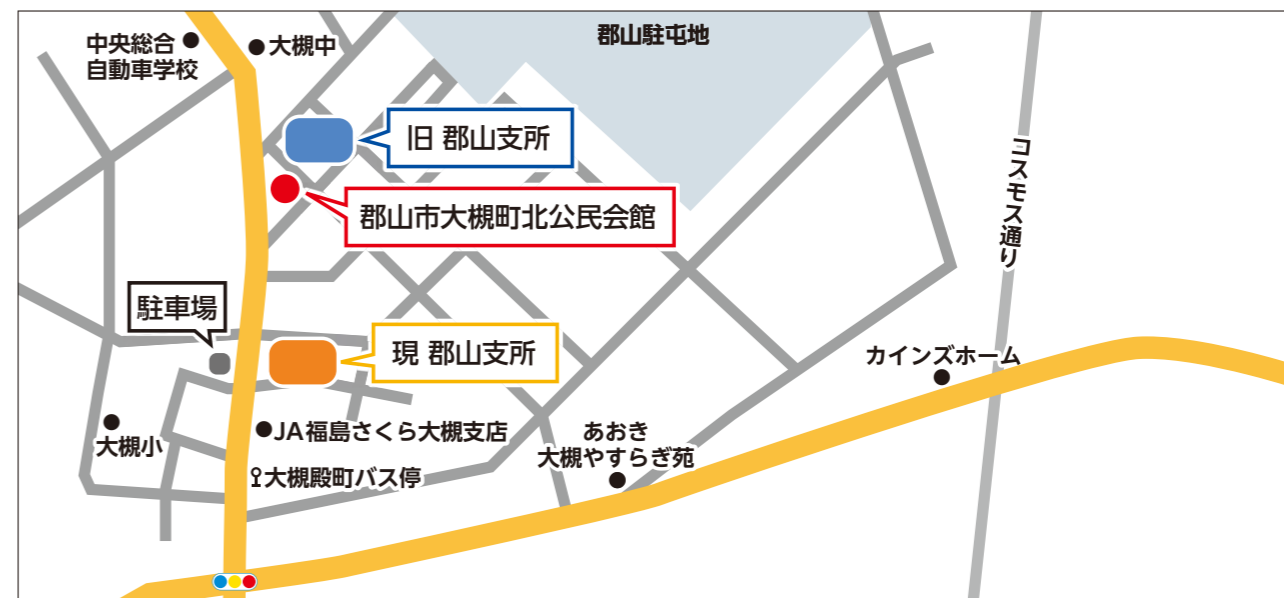 中央総合
自動車学校
大槻中
郡山駐屯地
旧 郡山支所
郡山市大槻町北公民会館
コスモス通り
駐車場
現 郡山支所
カインズホーム
大槻小
JA福島さくら大槻支店
あおき
大槻やすらぎ苑
大槻殿町バス停